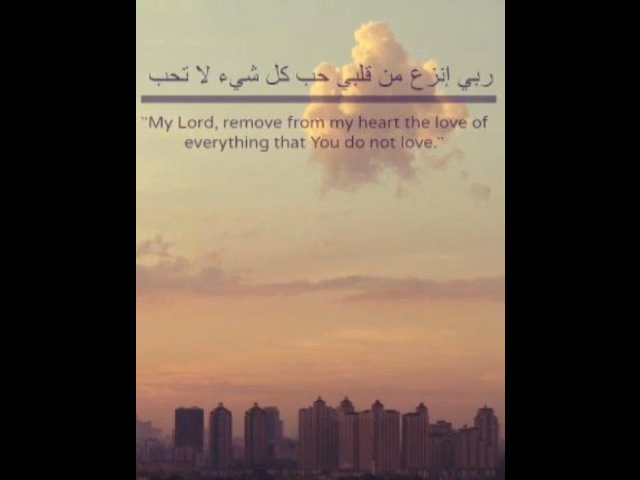 ربي إنزع من قلبي حب كل شيء لا تحب
"My Lord, remove from my heart the love of
everything that You do not love."